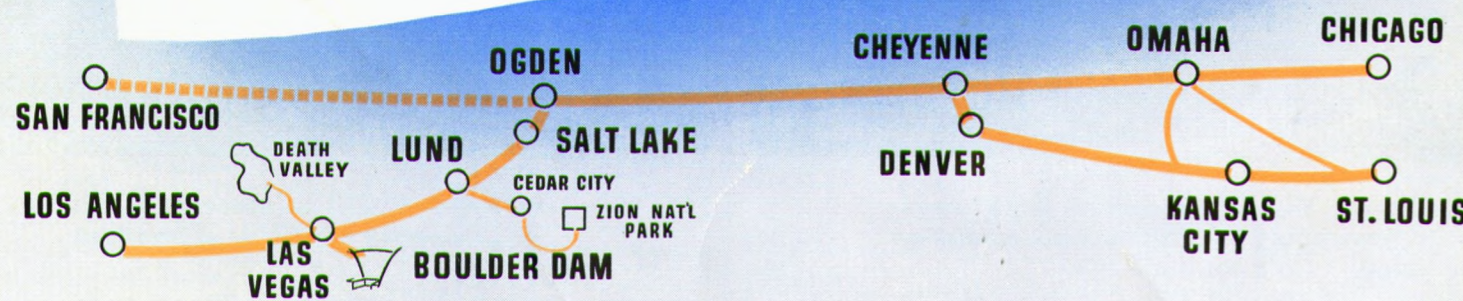 OGDEN
CHEYENNE
OMAHA
CHICAGO
SAN FRANCISCO
LUND
SALT LAKE
DEATH
VALLEY
DENVER
LOS ANGELES
CEDAR CITY
ZION NAT'L
PARK
KANSAS
CITY
ST. LOUIS
LAS
VEGAS
BOULDER DAM